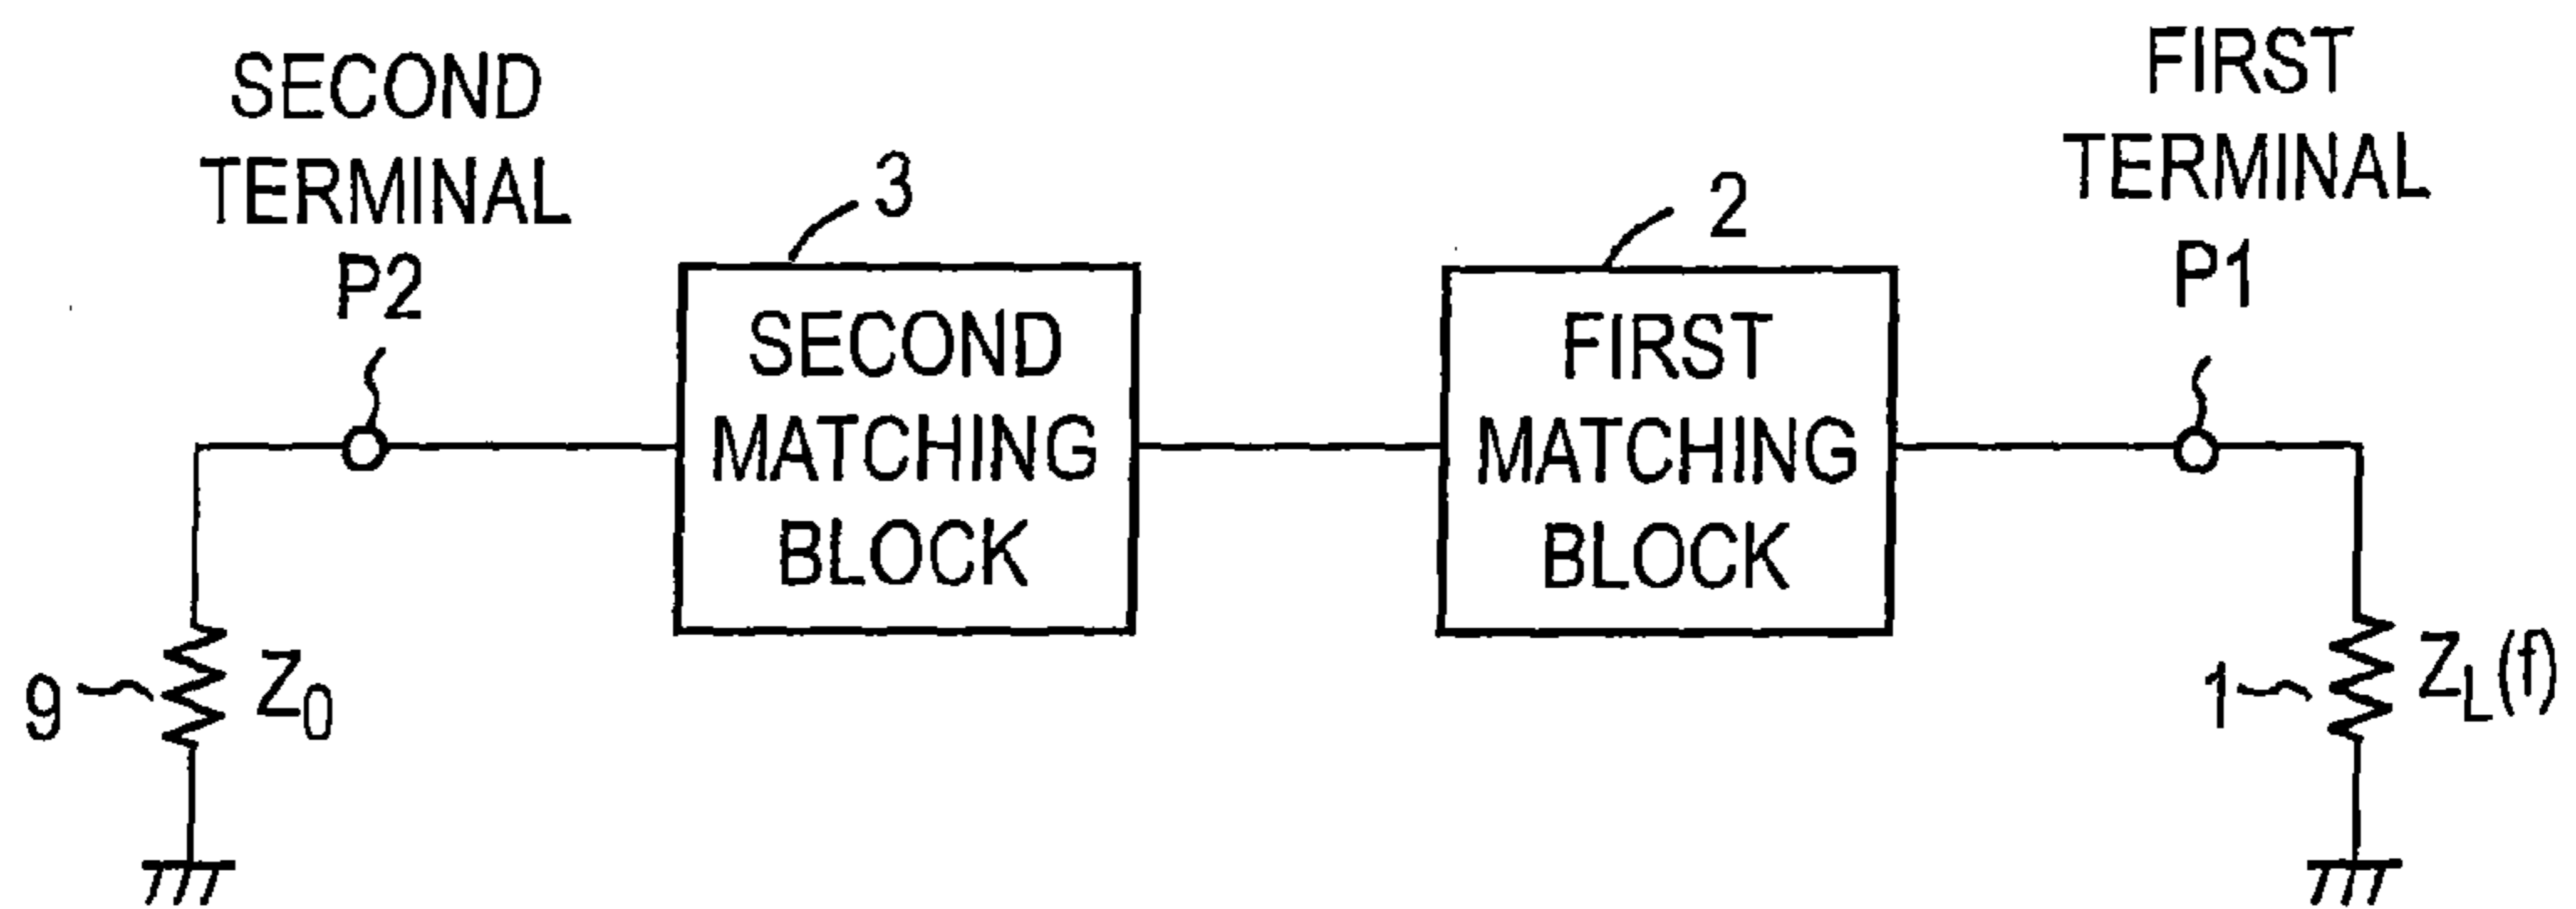 SECOND
TERMINAL
P2
3
SECOND
MATCHING
BLOCK
2
FIRST
MATCHING
BLOCK
FIRST
TERMINAL
P1
9
Z0
1
ZL(f)